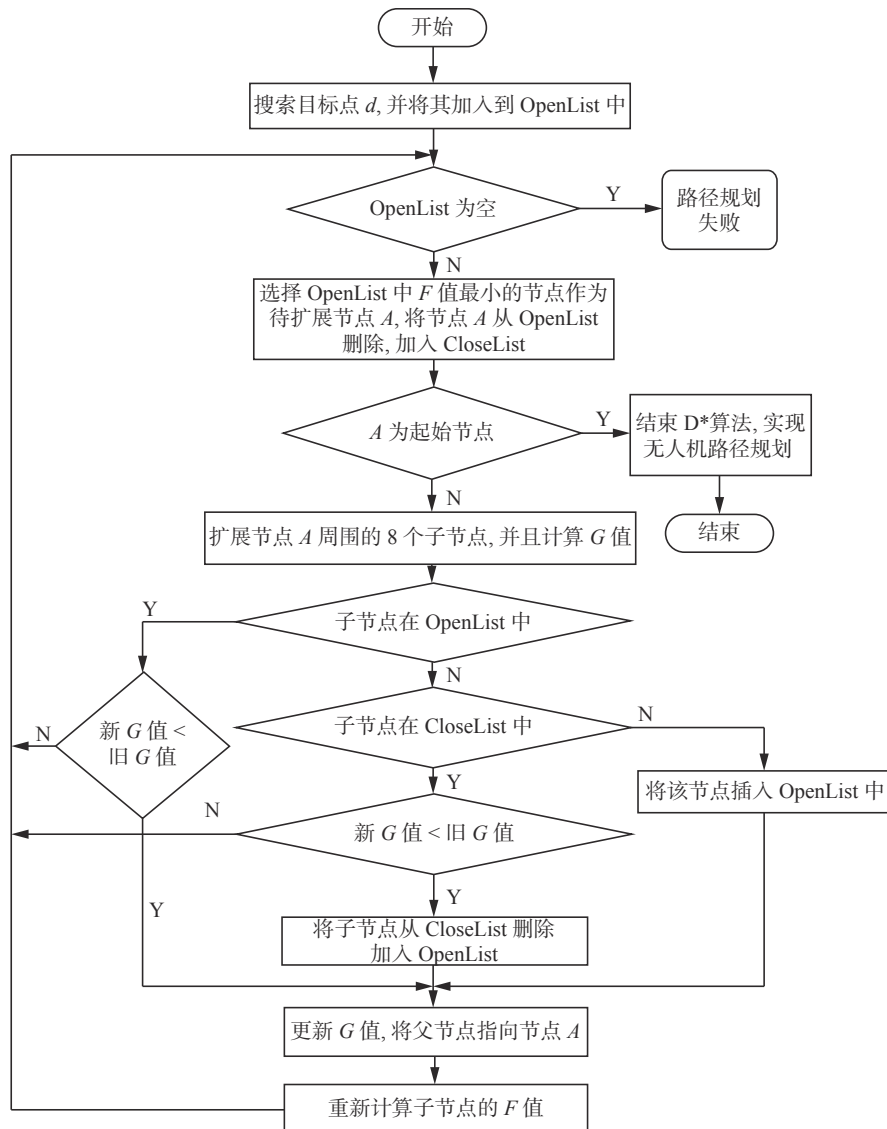 开始
搜索目标点 d, 并将其加入到 OpenList 中
OpenList 为空
Y
路径规划
失败
N
选择 OpenList 中 F 值最小的节点作为
待扩展节点 A, 将节点 A 从 OpenList
删除, 加入 CloseList
A 为起始节点
Y
结束 D*算法, 实现
无人机路径规划
N
结束
扩展节点 A 周围的 8 个子节点, 并且计算 G 值
Y
子节点在 OpenList 中
N
新 G 值 <
旧 G 值
N
子节点在 CloseList 中
N
Y
将该节点插入 OpenList 中
N
新 G 值 < 旧 G 值
Y
Y
将子节点从 CloseList 删除
加入 OpenList
更新 G 值, 将父节点指向节点 A
重新计算子节点的 F 值